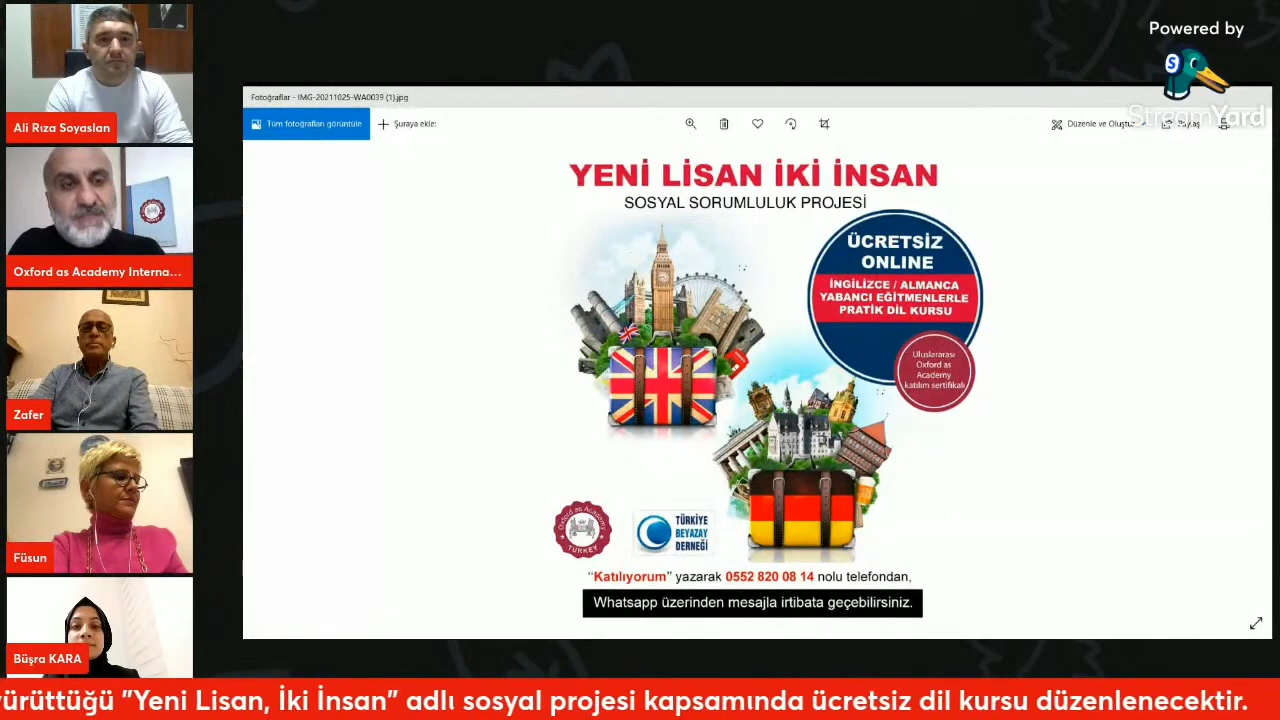 Powered by
StreamYard
Ali Rıza Soyaslan
Oxford as Academy Interna...
Zafer
Füsun
Büşra KARA
Fotoğraflar - IMG-20211025-WA0039 (1).jpg
Tüm fotoğrafları görüntüle
Şuraya ekle:
Düzenle ve Oluştur
YENİ LİSAN İKİ İNSAN
SOSYAL SORUMLULUK PROJESİ
ÜCRETSİZ
ONLINE
İNGİLİZCE / ALMANCA
YABANCI EĞİTMENLERLE
PRATİK DİL KURSU
Uluslararası
Oxford as
Academy
katılım sertifikalı
Oxford as Academy
TURKEY
TÜRKİYE
BEYAZAY
DERNEĞİ
“Katılıyorum” yazarak 0552 820 08 14 nolu telefondan,
Whatsapp üzerinden mesajla irtibata geçebilirsiniz.
yürüttüğü "Yeni Lisan, İki İnsan" adlı sosyal projesi kapsamında ücretsiz dil kursu düzenlenecektir.